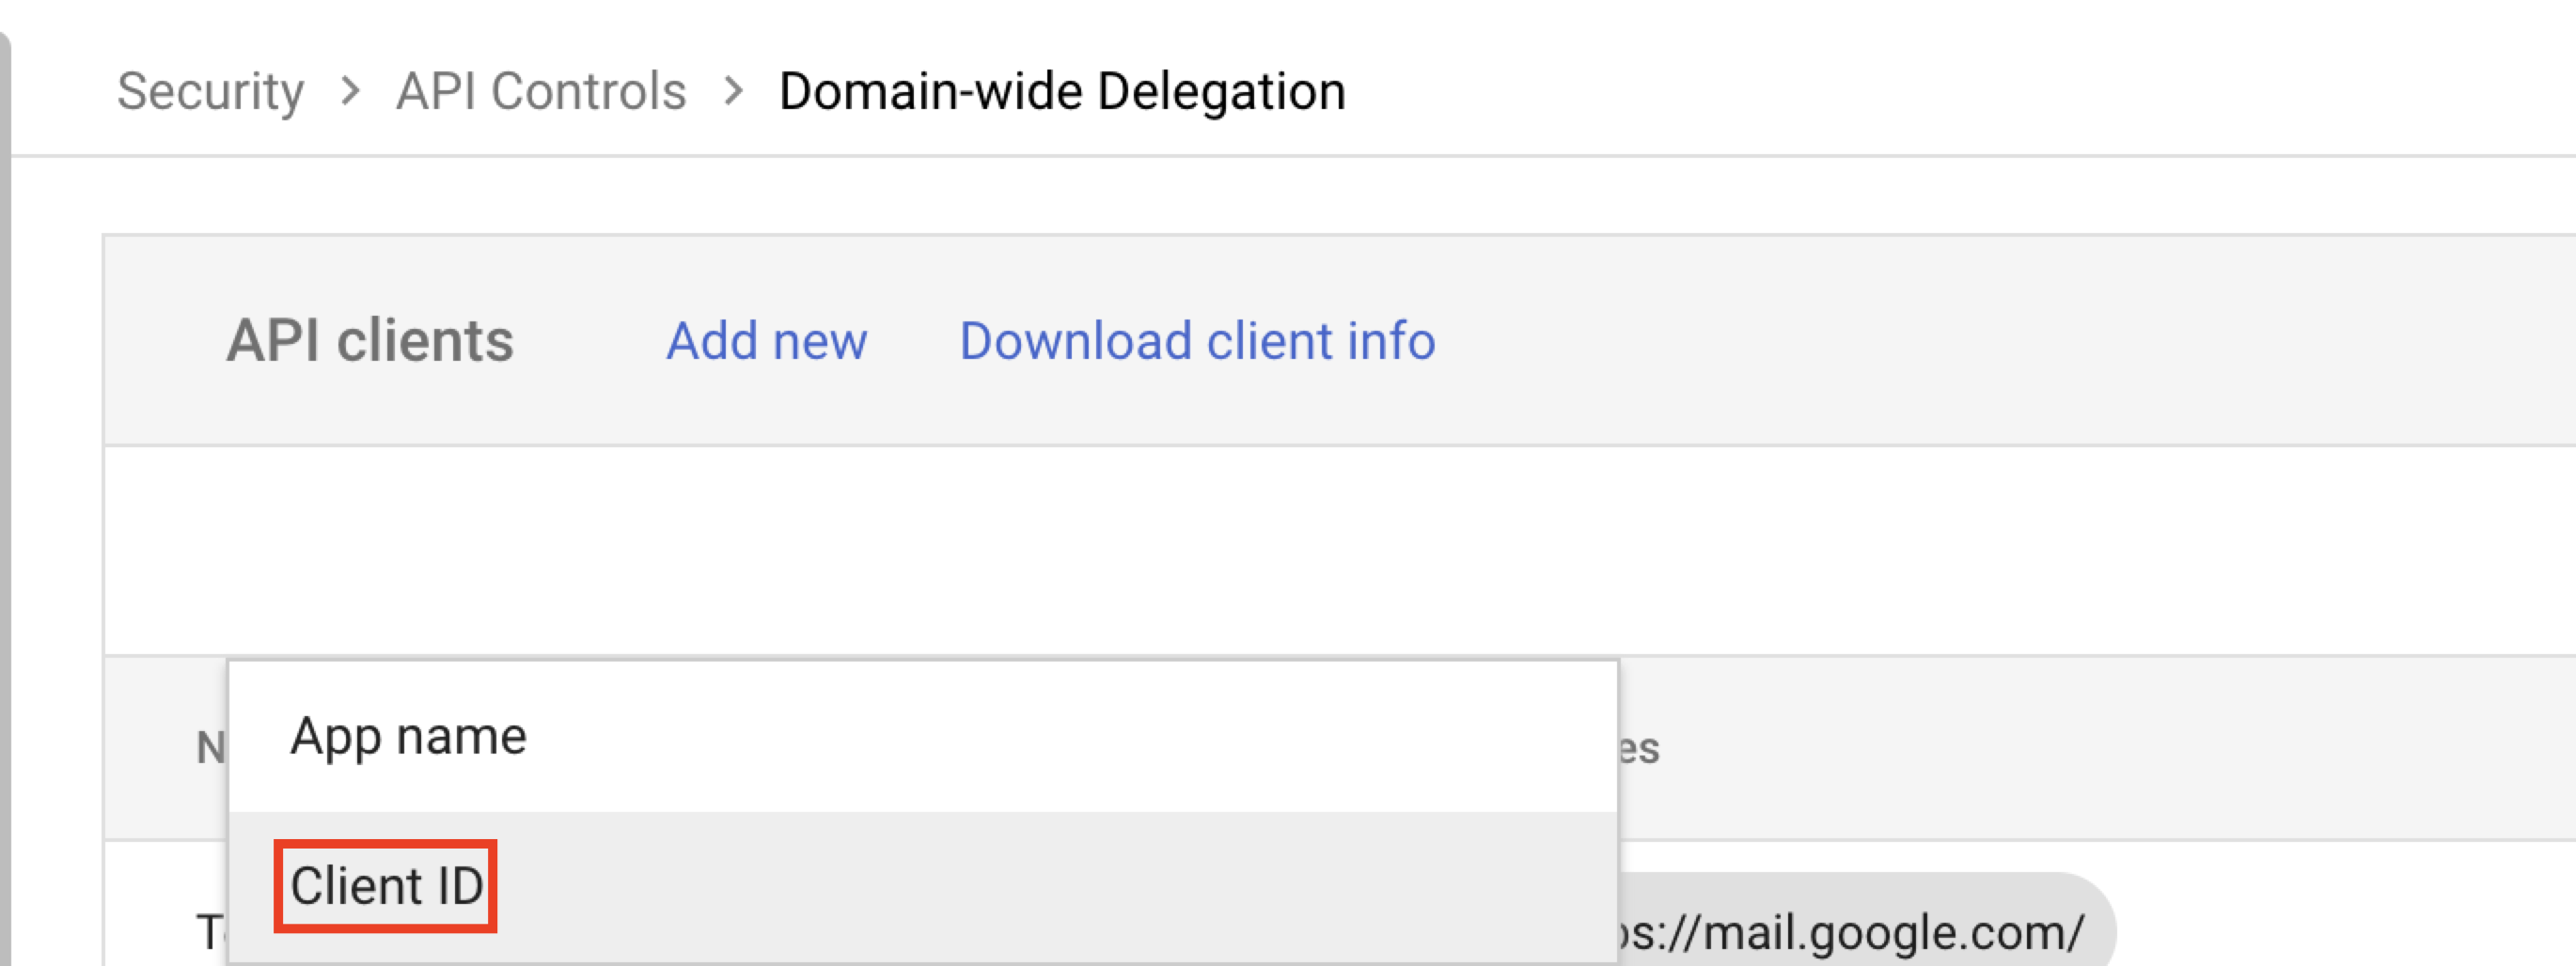 Security > API Controls > Domain-wide Delegation
API clients Add new Download client info
App name
Client ID
://mail.google.com/